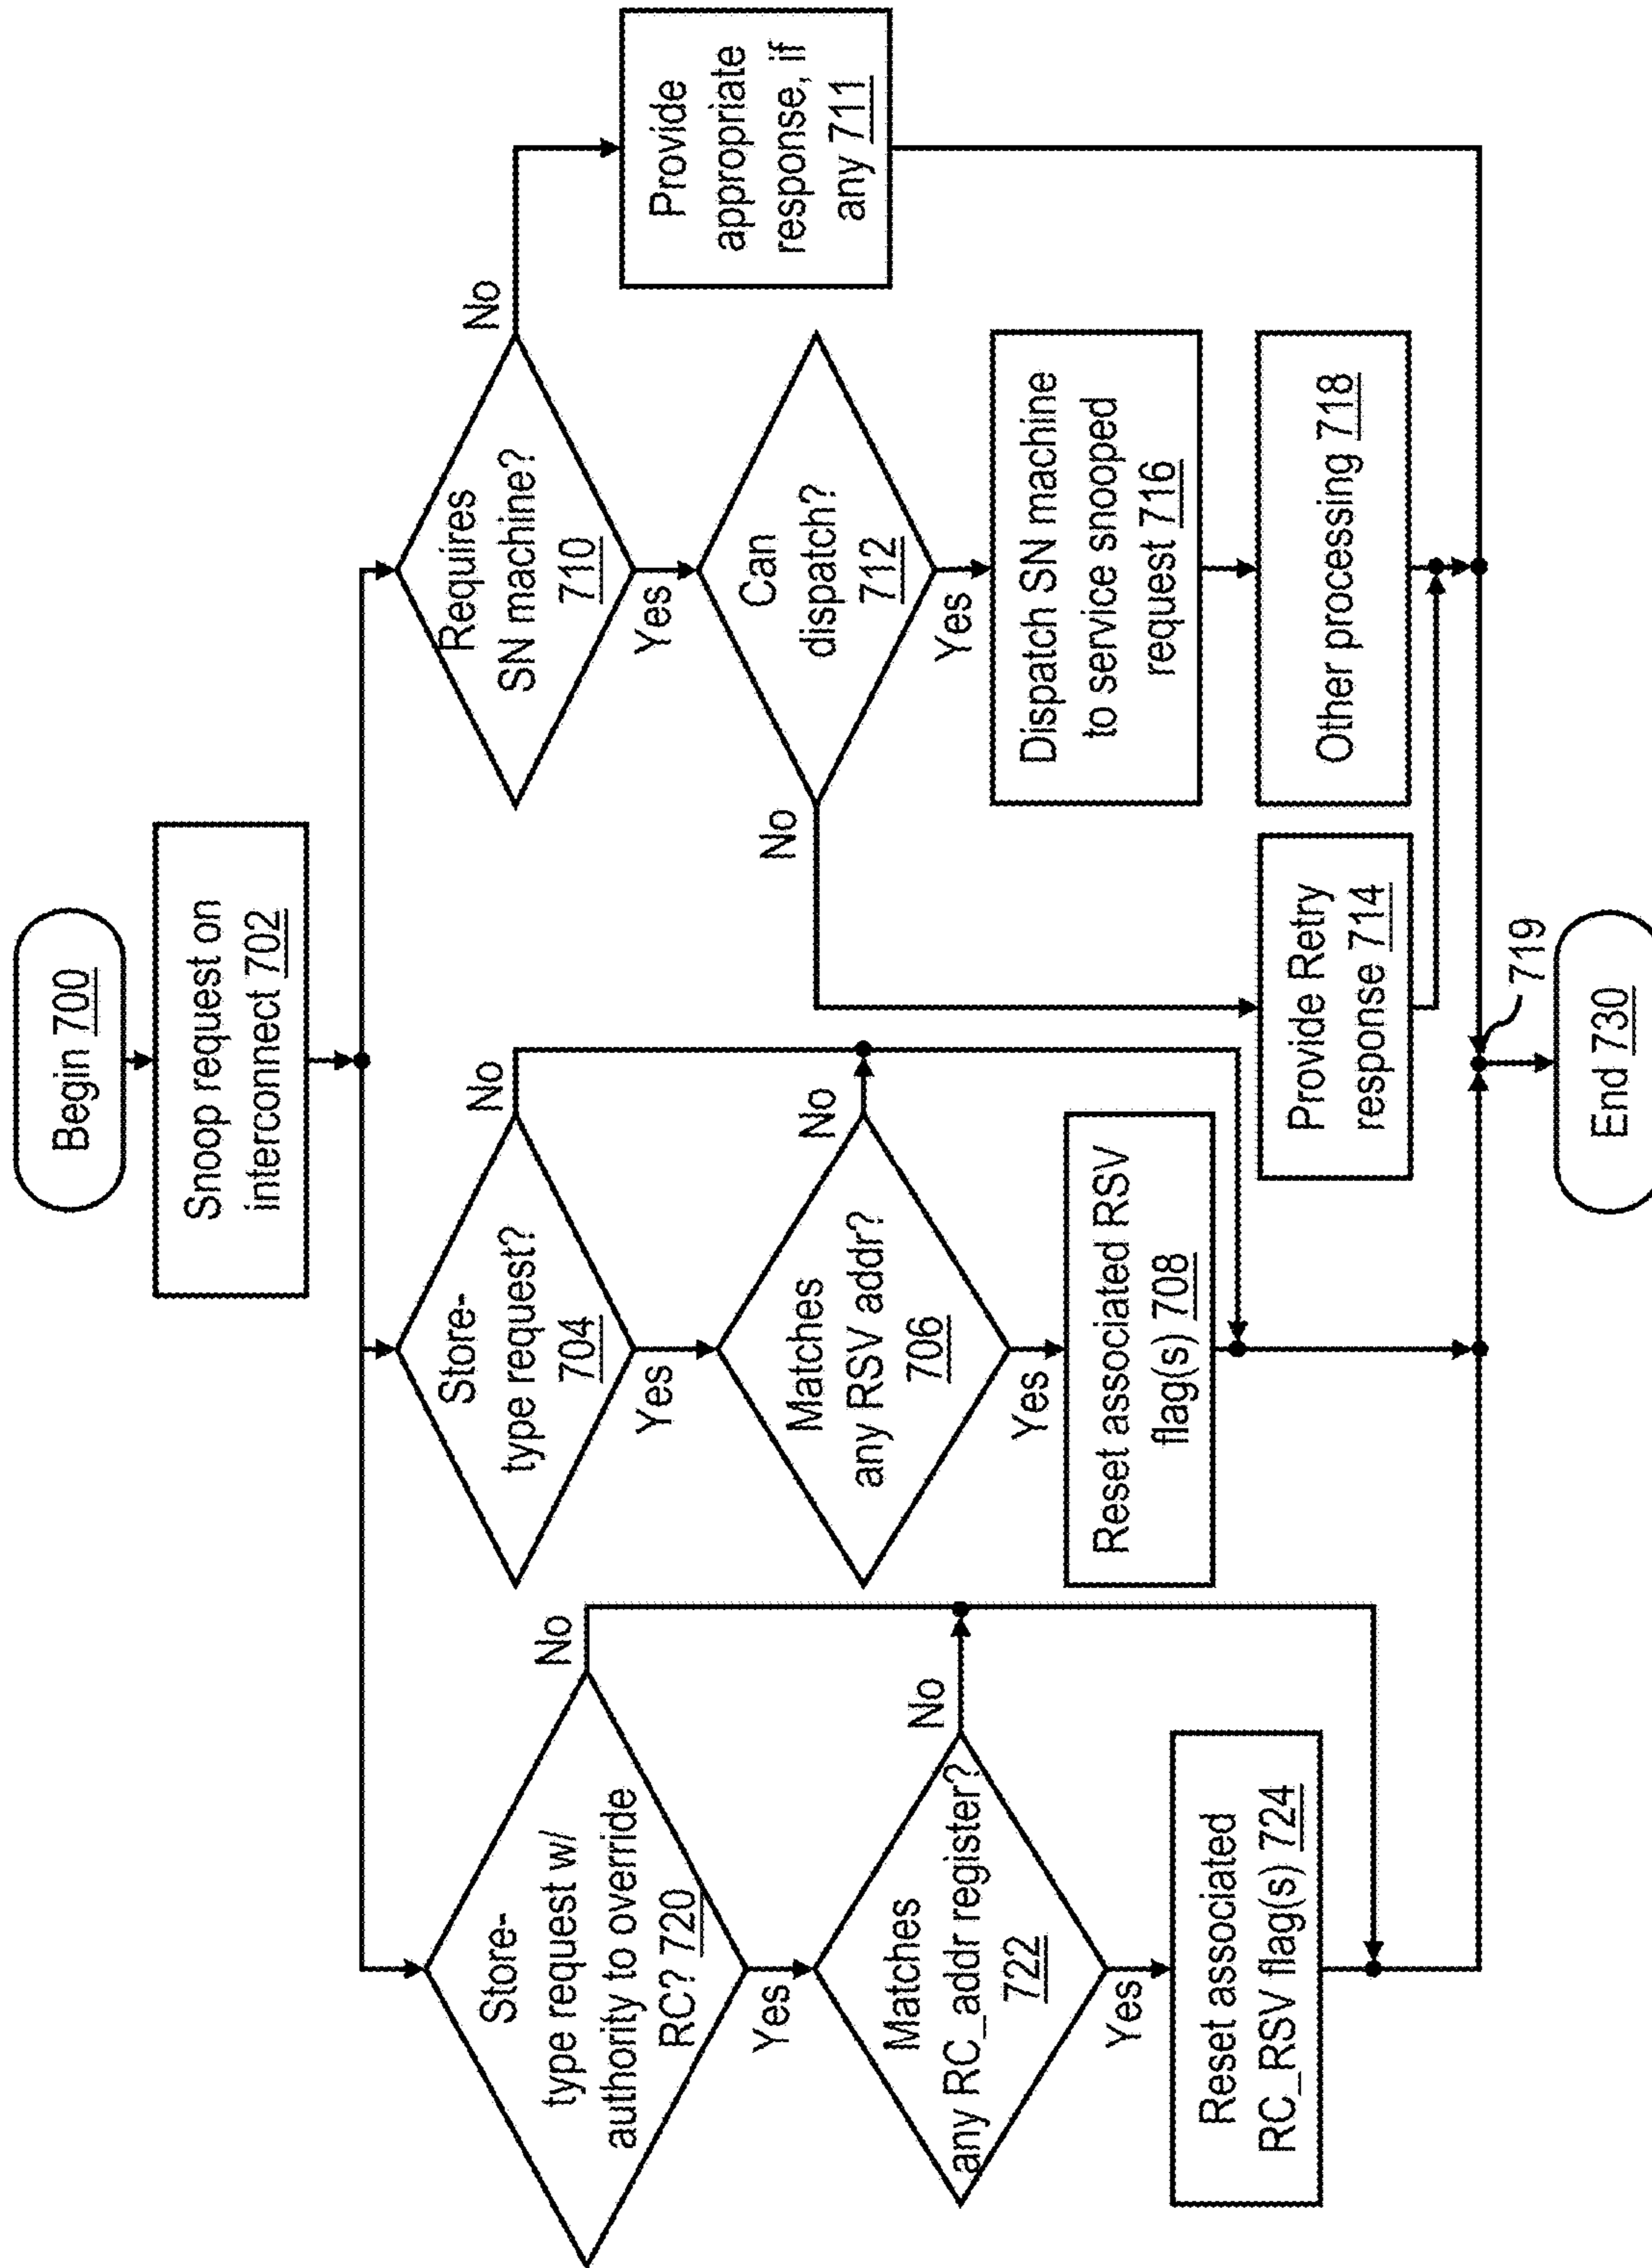 Begin 700
Snoop request on
interconnect 702
Store-
type request w/
authority to override
RC? 720
No
Yes
Matches
any RC_addr register?
722
No
Yes
Reset associated
RC_RSV flag(s) 724
Store-
type request?
704
No
Yes
Matches
any RSV addr?
706
No
Yes
Reset associated RSV
flag(s) 708
Requires
SN machine?
710
No
Yes
Provide
appropriate
response, if
any 711
Can
dispatch?
712
No
Yes
Dispatch SN machine
to service snooped
request 716
Provide Retry
response 714
Other processing 718
719
End 730